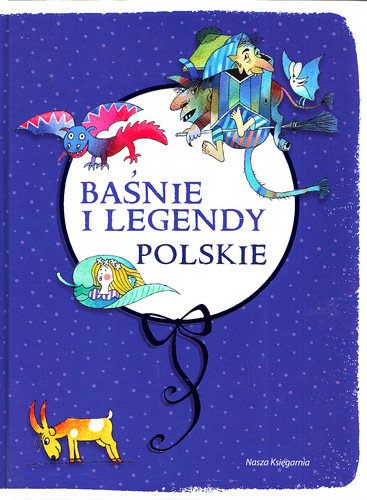 BAŚNIE
I LEGENDY
POLSKIE
Nasza Księgarnia